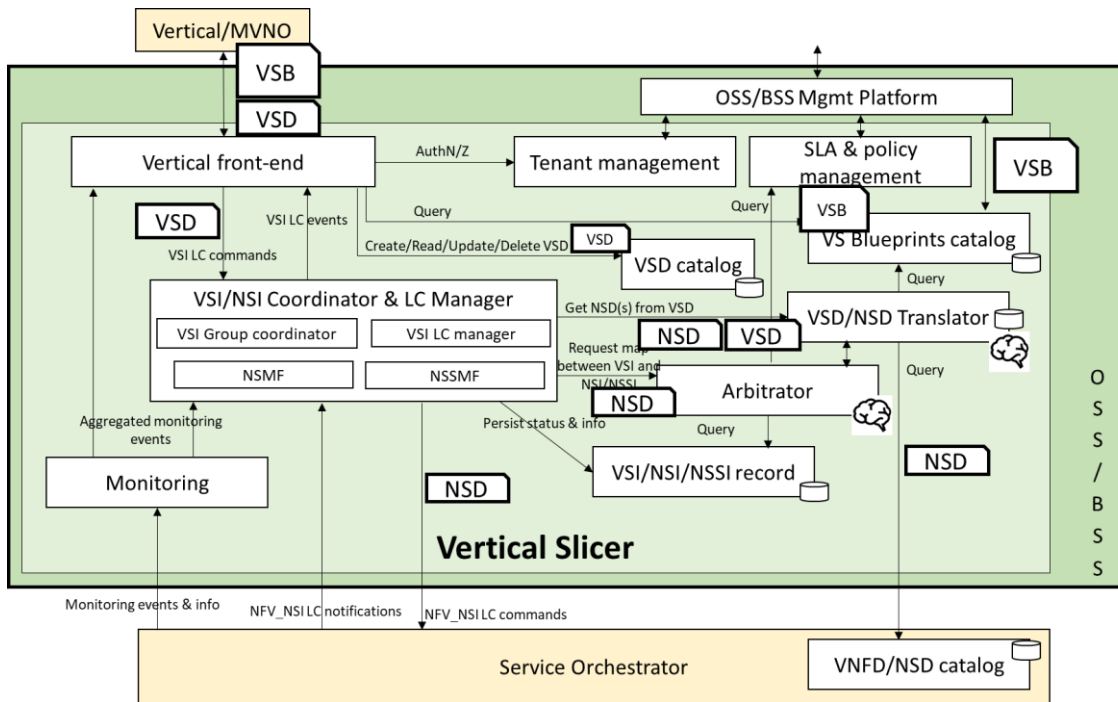 Vertical/MVNO
VSB
VSD
OSS/BSS Mgmt Platform
Vertical front-end
AuthN/Z
Tenant management
SLA & policy
management
VSB
VSD
VSI LC events
Query
Query
VSB
VS Blueprints catalog
VSI LC commands
Create/Read/Update/Delete VSD
VSD
VSD catalog
Query
VSI/NSI Coordinator & LC Manager
VSI Group coordinator
VSI LC manager
NSMF
NSSMF
Get NSD(s) from VSD
NSD
VSD
VSD/NSD Translator
Request map
between VSI and
NSI/NSSI
NSD
Arbitrator
Query
Aggregated monitoring
events
Persist status & info
Query
Monitoring
NSD
VSI/NSI/NSSI record
NSD
Vertical Slicer
O
S
S
/
B
S
S
Monitoring events & info
NFV_NSI LC notifications
NFV_NSI LC commands
Service Orchestrator
VNFD/NSD catalog